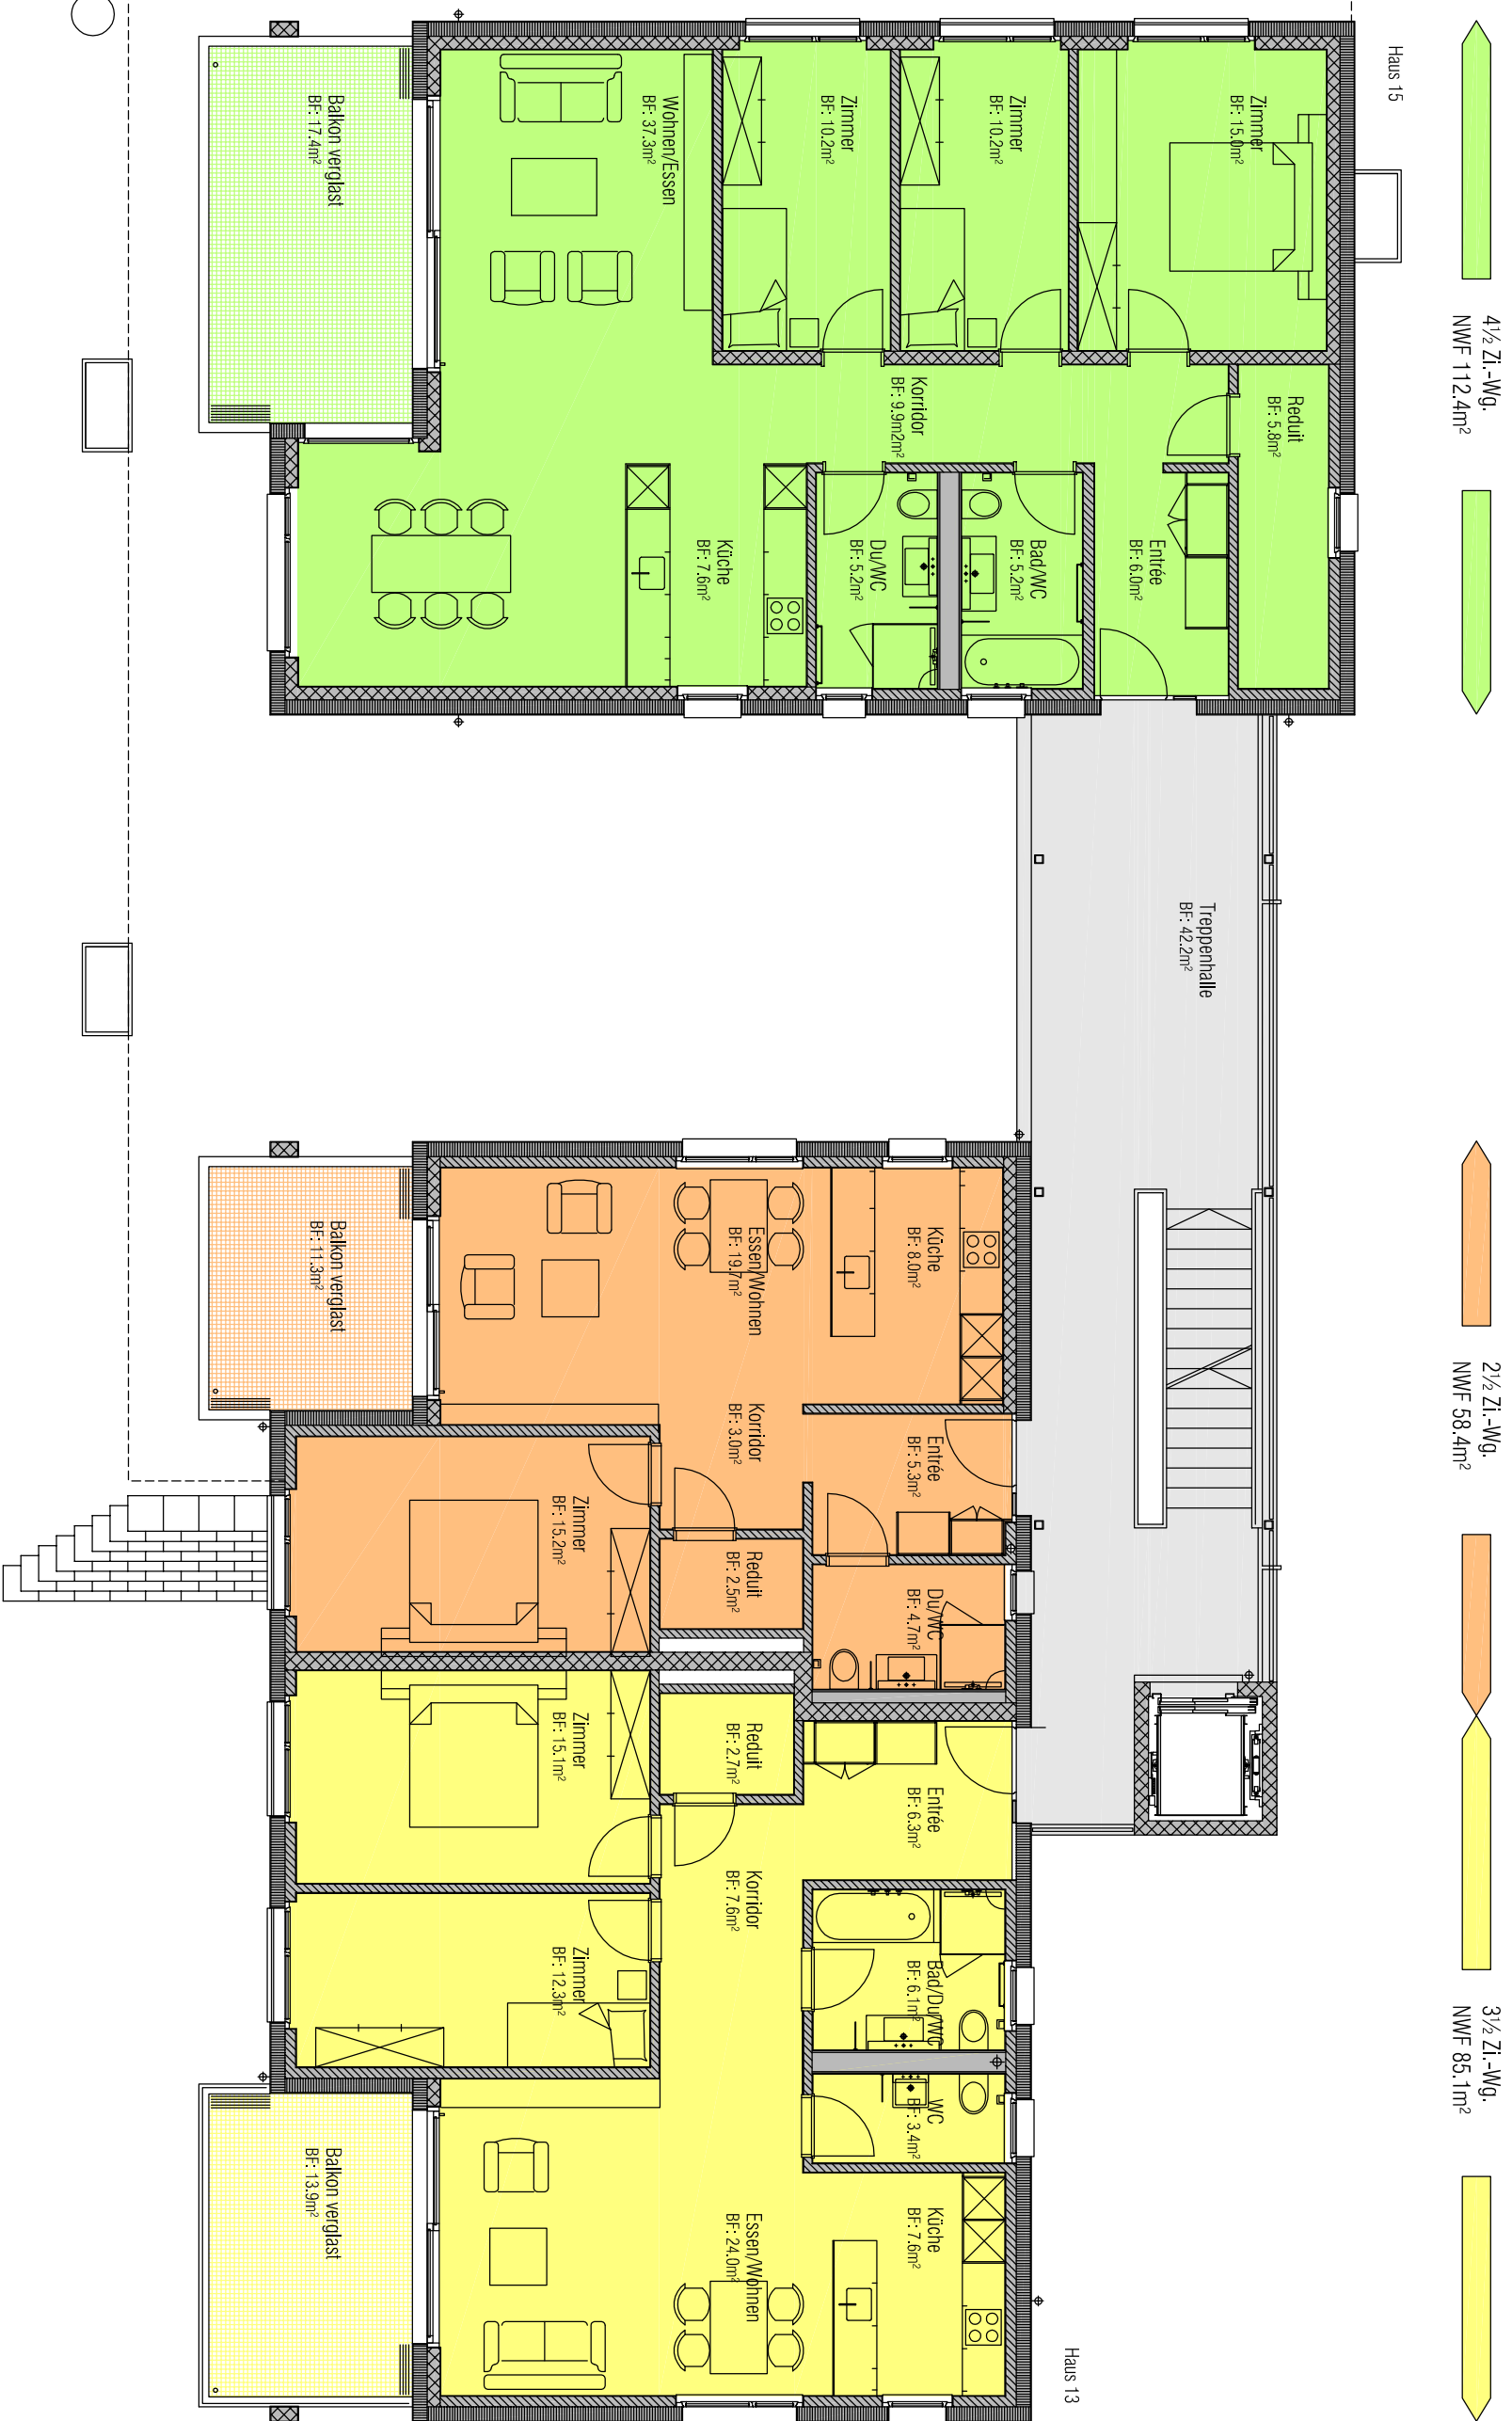 Haus 15
4½ Zi.-Wg.
NWF 112.4m²
2½ Zi.-Wg.
NWF 58.4m²
3½ Zi.-Wg.
NWF 85.1m²
Zimmer
BF: 15.0m²
Zimmer
BF: 10.2m²
Zimmer
BF: 10.2m²
Wohnen/Essen
BF: 37.3m²
Balkon verglast
BF: 17.4m²
Reduit
BF: 5.8m²
Korridor
BF: 9.9m2m²
Entrée
BF: 6.0m²
Bad/WC
BF: 5.2m²
Du/WC
BF: 5.2m²
Küche
BF: 7.6m²
Treppenhalle
BF: 42.2m²
Küche
BF: 8.0m²
Essen/Wohnen
BF: 19.7m²
Balkon verglast
BF: 11.3m²
Entrée
BF: 5.3m²
Korridor
BF: 3.0m²
Zimmer
BF: 15.2m²
Reduit
BF: 2.5m²
Du/WC
BF: 4.7m²
Zimmer
BF: 15.1m²
Reduit
BF: 2.7m²
Entrée
BF: 6.3m²
Korridor
BF: 7.6m²
Zimmer
BF: 12.3m²
Bad/Du/WC
BF: 6.1m²
WC
BF: 3.4m²
Küche
BF: 7.6m²
Essen/Wohnen
BF: 24.0m²
Balkon verglast
BF: 13.9m²
Haus 13